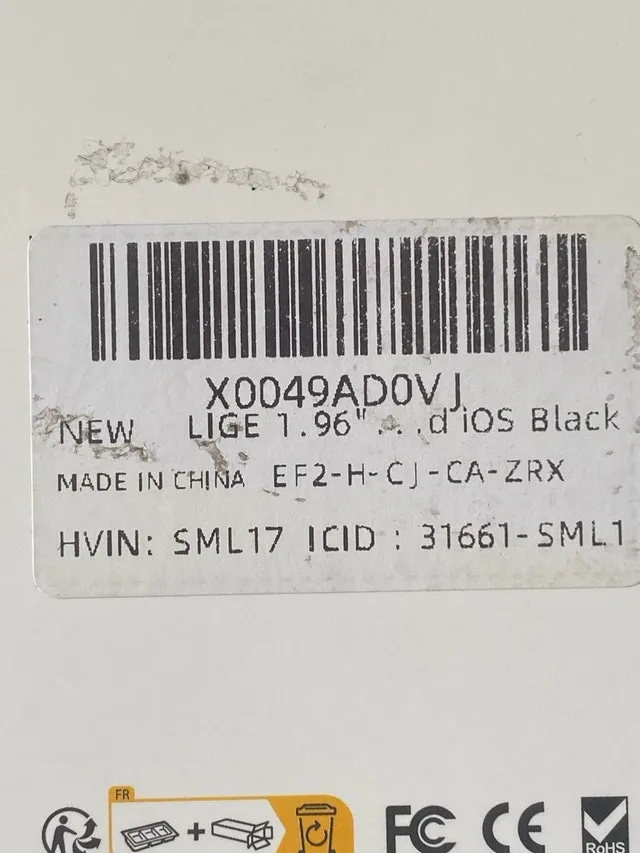 X0049AD0VJ
NEW LIGE 1.96"...d iOS Black
MADE IN CHINA EF2-H-CJ-CA-ZRX
HVIN: SML17 ICID : 31661-SML1
FR
+
FC CE RoHS